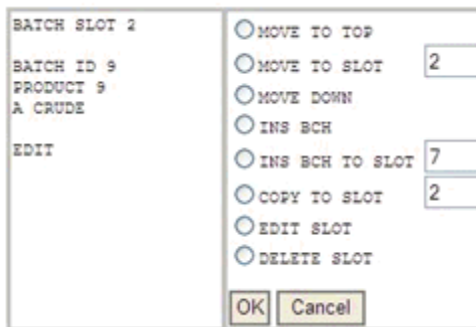 BATCH SLOT 2
BATCH ID 9
PRODUCT 9
A CRUDE
EDIT
MOVE TO TOP
MOVE TO SLOT 2
MOVE DOWN
INS BCH
INS BCH TO SLOT 7
COPY TO SLOT 2
EDIT SLOT
DELETE SLOT
OK Cancel